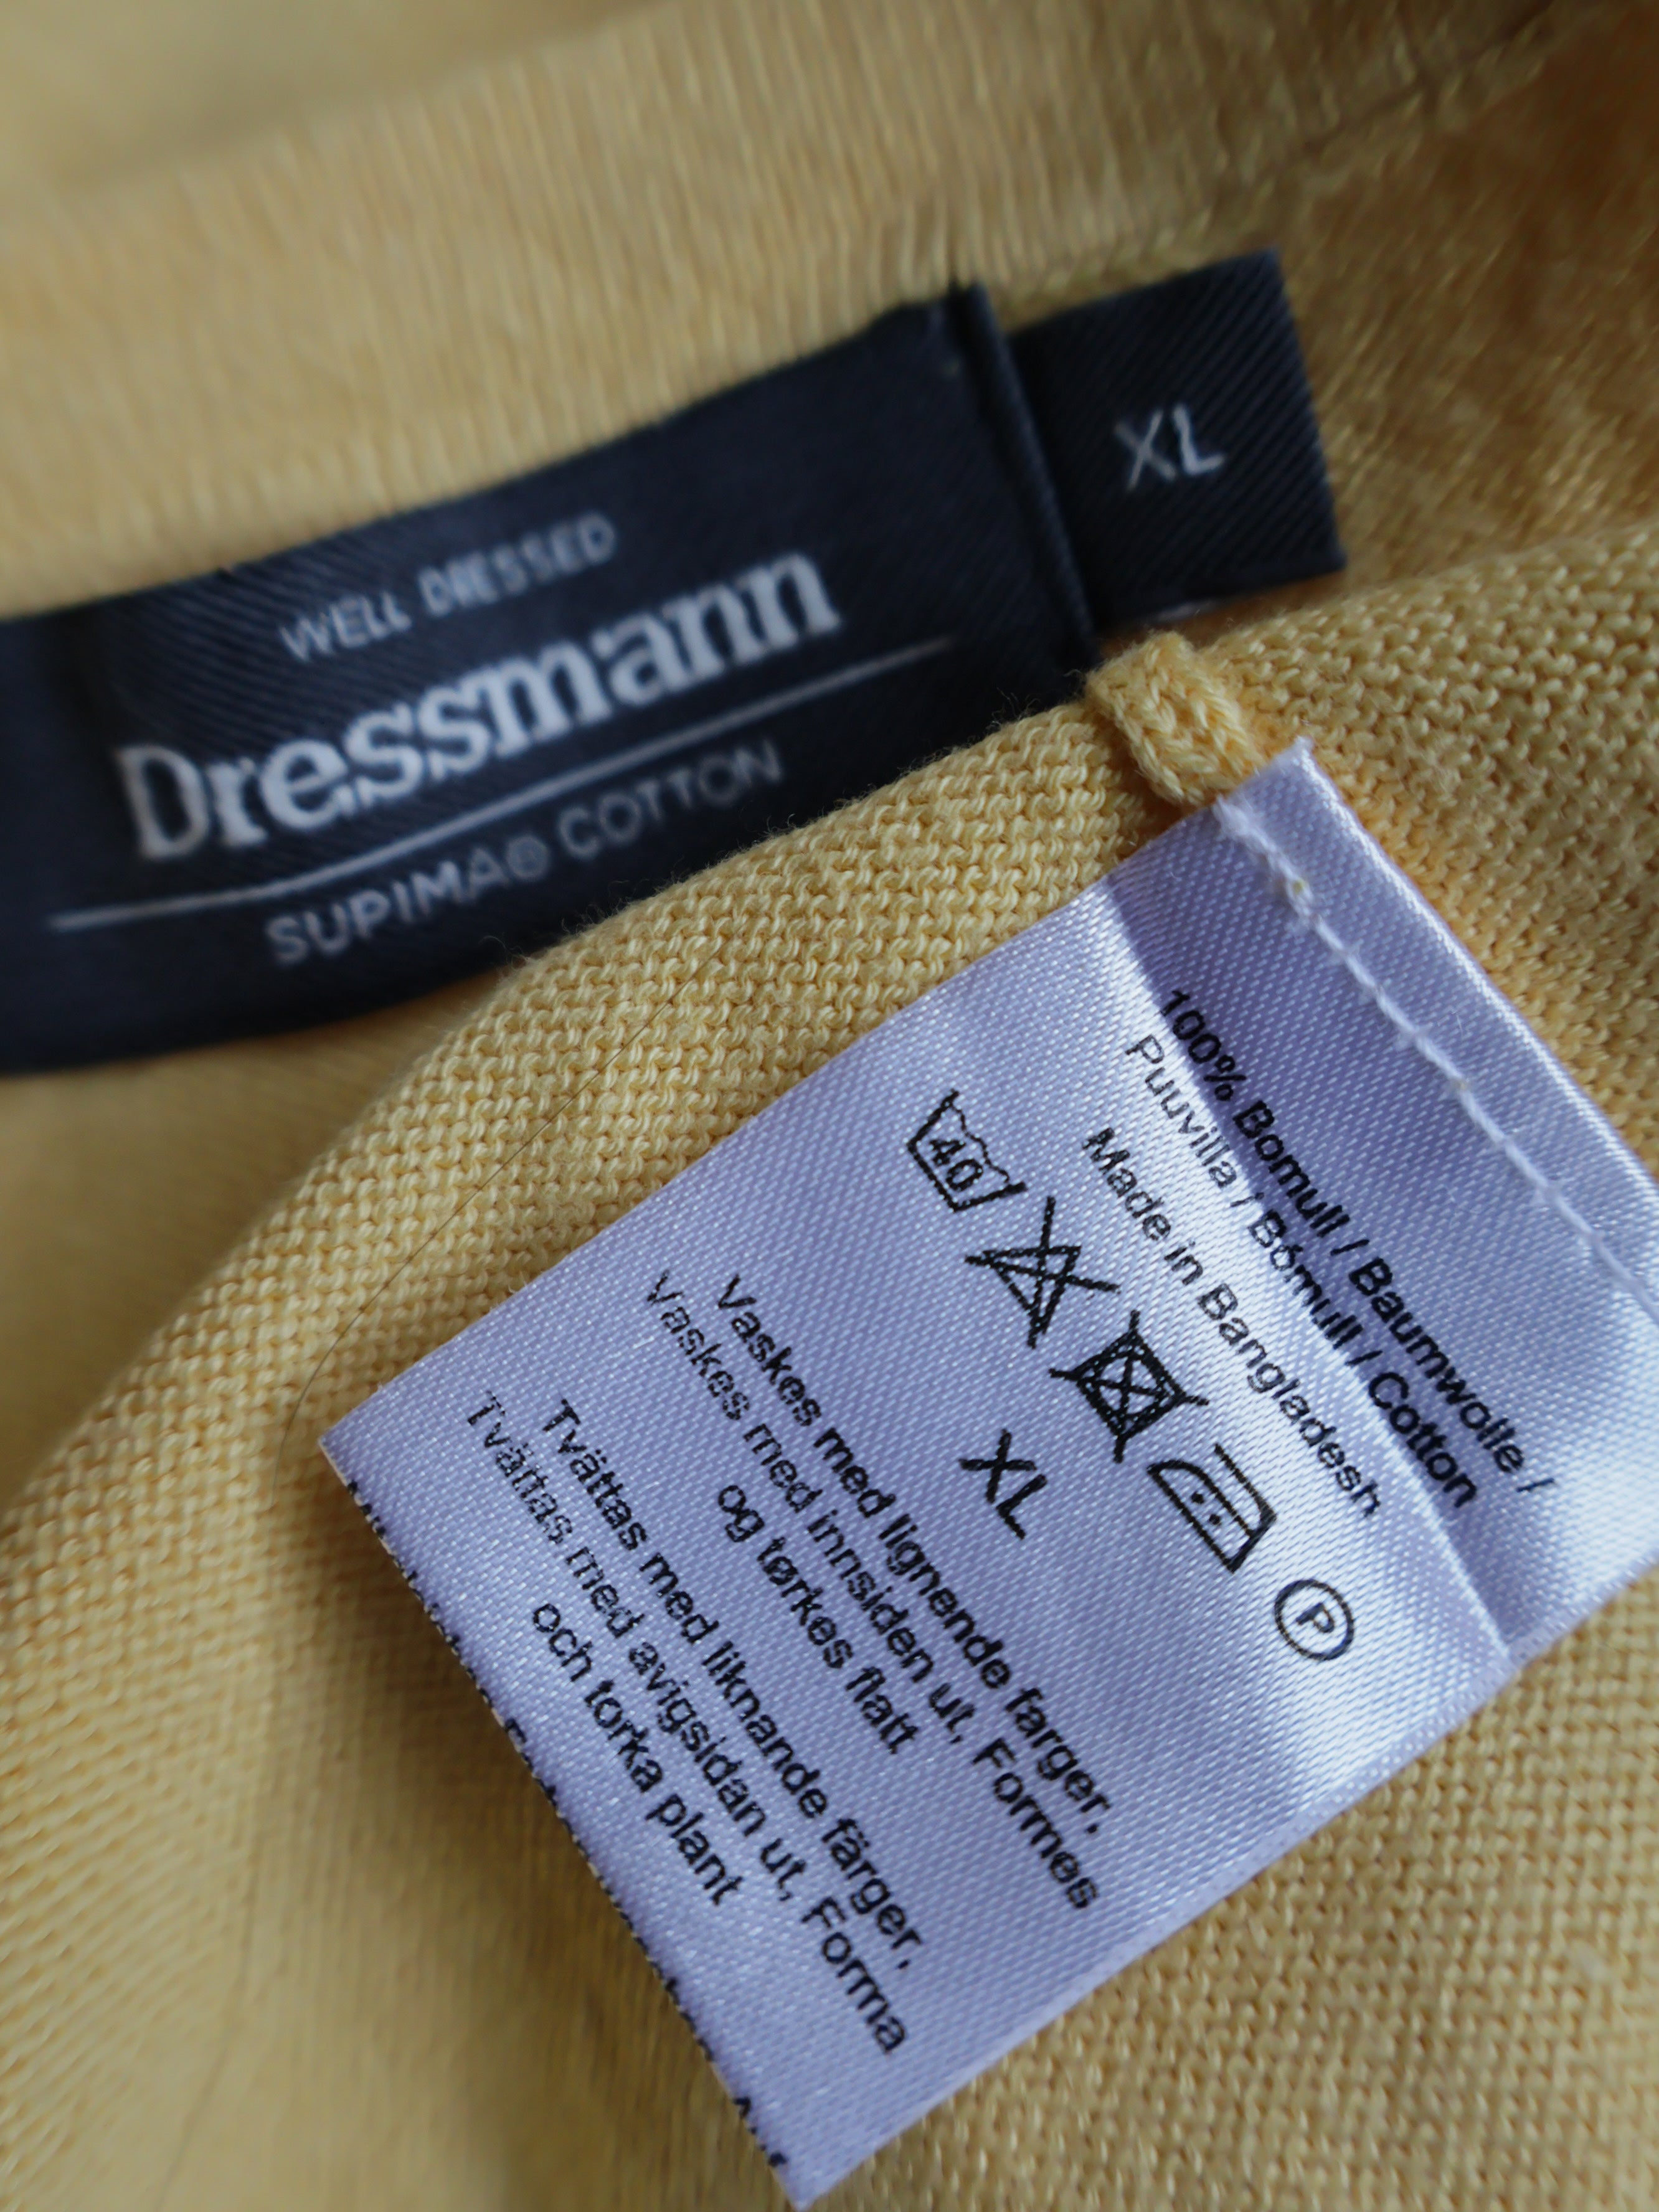 WELL DRESSED
Dressmann
SUPIMA® COTTON
XL
100% Bomull / Baumwolle /
Puuvilla / Bómull / Cotton
Made in Bangladesh
40
P
XL
Vaskes med lignende farger,
Vaskes med innsiden ut, Formes
og tørkes flatt
Tvättas med liknande färger,
Tvättas med avigsidan ut, Forma
och torka plant